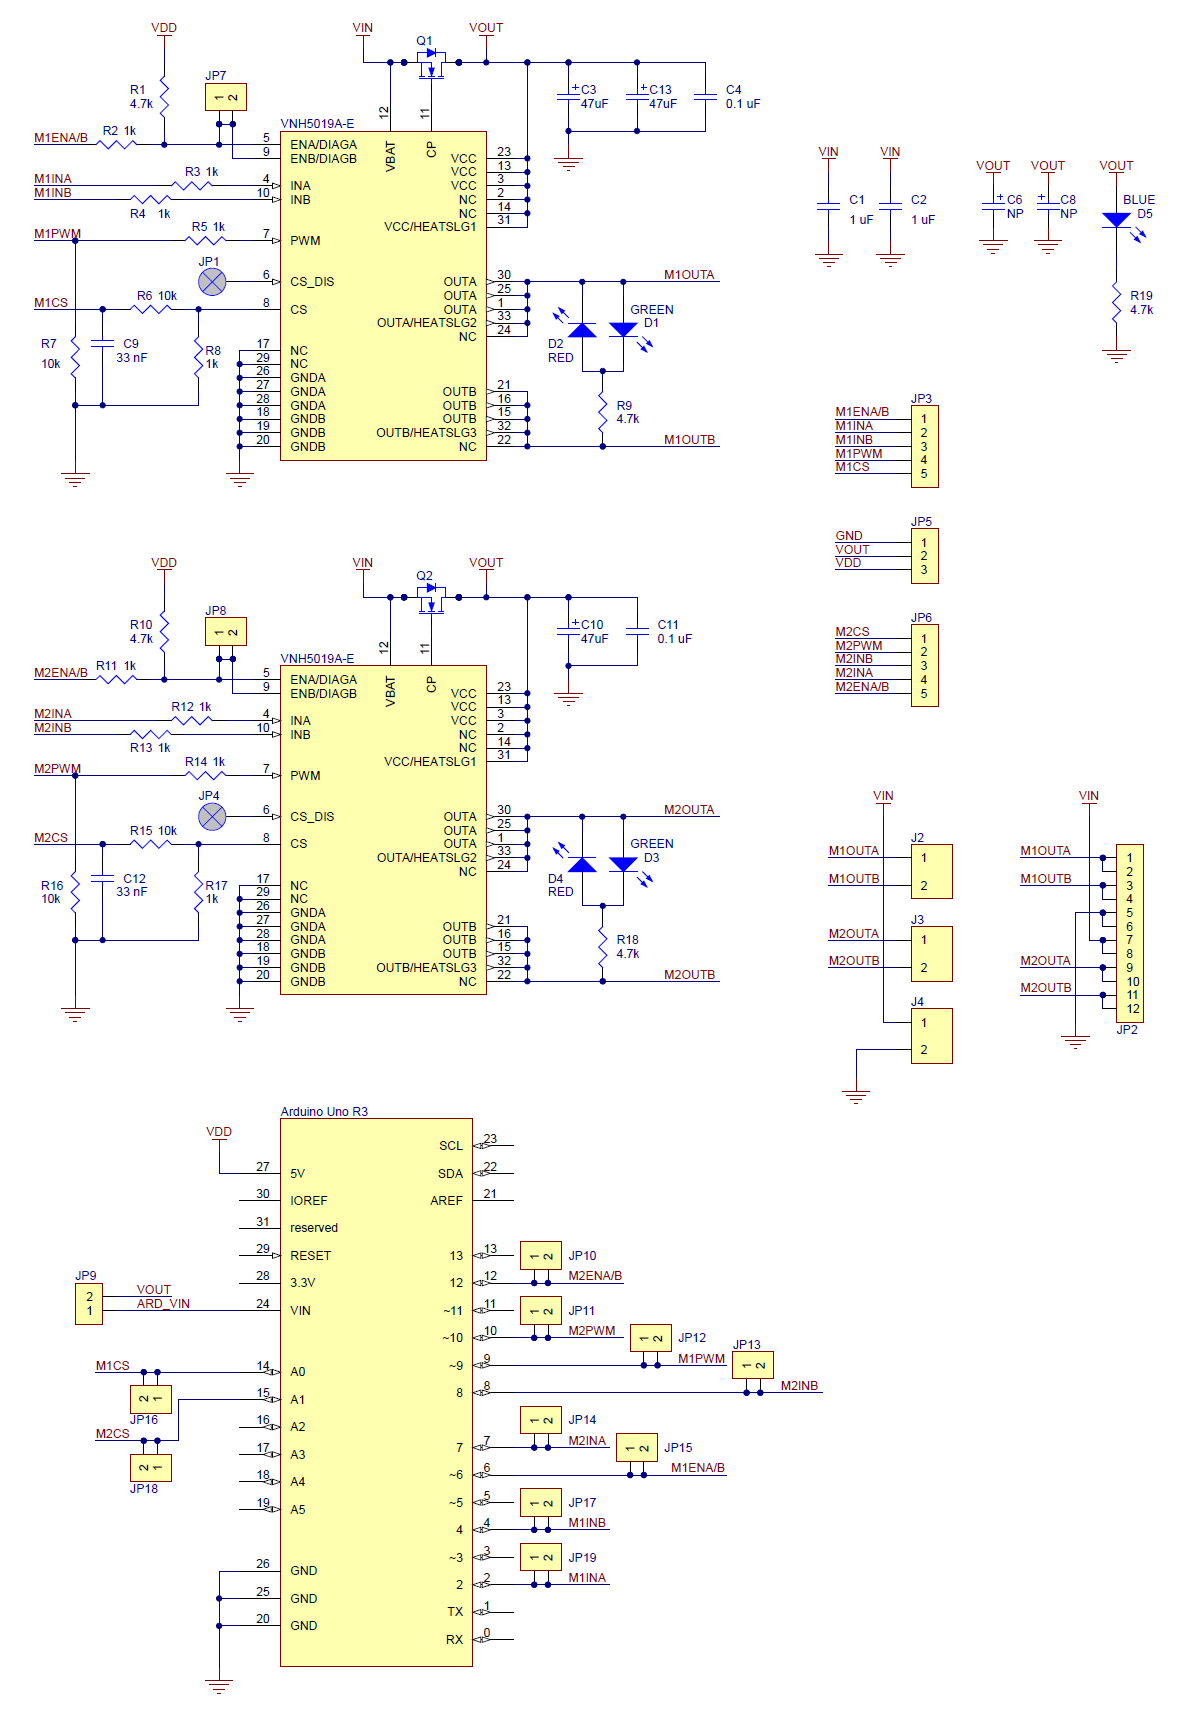 VDD
VIN
VOUT
Q1
JP7
1 2
R1
4.7k
C3
47uF
C13
47uF
C4
0.1 uF
VNH5019A-E
12
11
VBAT
CP
M1ENA/B
R2 1k
5
ENA/DIAGA
9
ENB/DIAGB
M1INA
R3 1k
4
INA
M1INB
R4 1k
10
INB
M1PWM
R5 1k
7
PWM
JP1
6
CS_DIS
M1CS
R6 10k
8
CS
R7
10k
C9
33 nF
R8
1k
17
NC
29
NC
26
GNDA
27
GNDA
28
GNDA
18
GNDB
19
GNDB
20
GNDB
VCC
23
VCC
13
VCC
3
NC
2
NC
14
VCC/HEATSLG1
31
OUTA
30
M1OUTA
OUTA
25
OUTA
1
OUTA/HEATSLG2
33
NC
24
GREEN
D1
D2
RED
R9
4.7k
OUTB
21
OUTB
16
OUTB
15
OUTB/HEATSLG3
32
NC
22
M1OUTB
VIN
C1
1 uF
VIN
C2
1 uF
VOUT
+ C6
NP
VOUT
+ C8
NP
VOUT
BLUE
D5
R19
4.7k
JP3
M1ENA/B 1
M1INA 2
M1INB 3
M1PWM 4
M1CS 5
JP5
GND 1
VOUT 2
VDD 3
JP6
M2CS 1
M2PWM 2
M2INB 3
M2INA 4
M2ENA/B 5
VDD
VIN
VOUT
Q2
JP8
1 2
R10
4.7k
C10
47uF
C11
0.1 uF
VNH5019A-E
12
11
VBAT
CP
M2ENA/B
R11 1k
5
ENA/DIAGA
9
ENB/DIAGB
M2INA
R12 1k
4
INA
M2INB
R13 1k
10
INB
M2PWM
R14 1k
7
PWM
JP4
6
CS_DIS
M2CS
R15 10k
8
CS
R16
10k
C12
33 nF
R17
1k
17
NC
29
NC
26
GNDA
27
GNDA
28
GNDA
18
GNDB
19
GNDB
20
GNDB
VCC
23
VCC
13
VCC
3
NC
2
NC
14
VCC/HEATSLG1
31
OUTA
30
M2OUTA
OUTA
25
OUTA
1
OUTA/HEATSLG2
33
NC
24
GREEN
D3
D4
RED
R18
4.7k
OUTB
21
OUTB
16
OUTB
15
OUTB/HEATSLG3
32
NC
22
M2OUTB
VIN
J2
M1OUTA 1
M1OUTB 2
J3
M2OUTA 1
M2OUTB 2
J4
1
2
VIN
M1OUTA 1
2
M1OUTB 3
4
5
6
7
8
M2OUTA 9
10
M2OUTB 11
12
JP2
Arduino Uno R3
VDD
27
5V
30
IOREF
31
reserved
29
RESET
28
3.3V
JP9
2
VOUT
1
ARD_VIN
24
VIN
M1CS
14
A0
2 1
JP16
15
A1
M2CS
2 1
JP18
16
A2
17
A3
18
A4
19
A5
26
GND
25
GND
20
GND
SCL
23
SDA
22
AREF
21
13
13
1 2
JP10
12
12
M2ENA/B
~11
11
1 2
JP11
~10
10
M2PWM
1 2
JP12
~9
9
M1PWM
JP13
1 2
8
8
M2INB
1 2
JP14
7
7
M2INA
1 2
JP15
~6
6
M1ENA/B
~5
5
1 2
JP17
4
4
M1INB
~3
3
1 2
JP19
2
2
M1INA
TX
1
RX
0